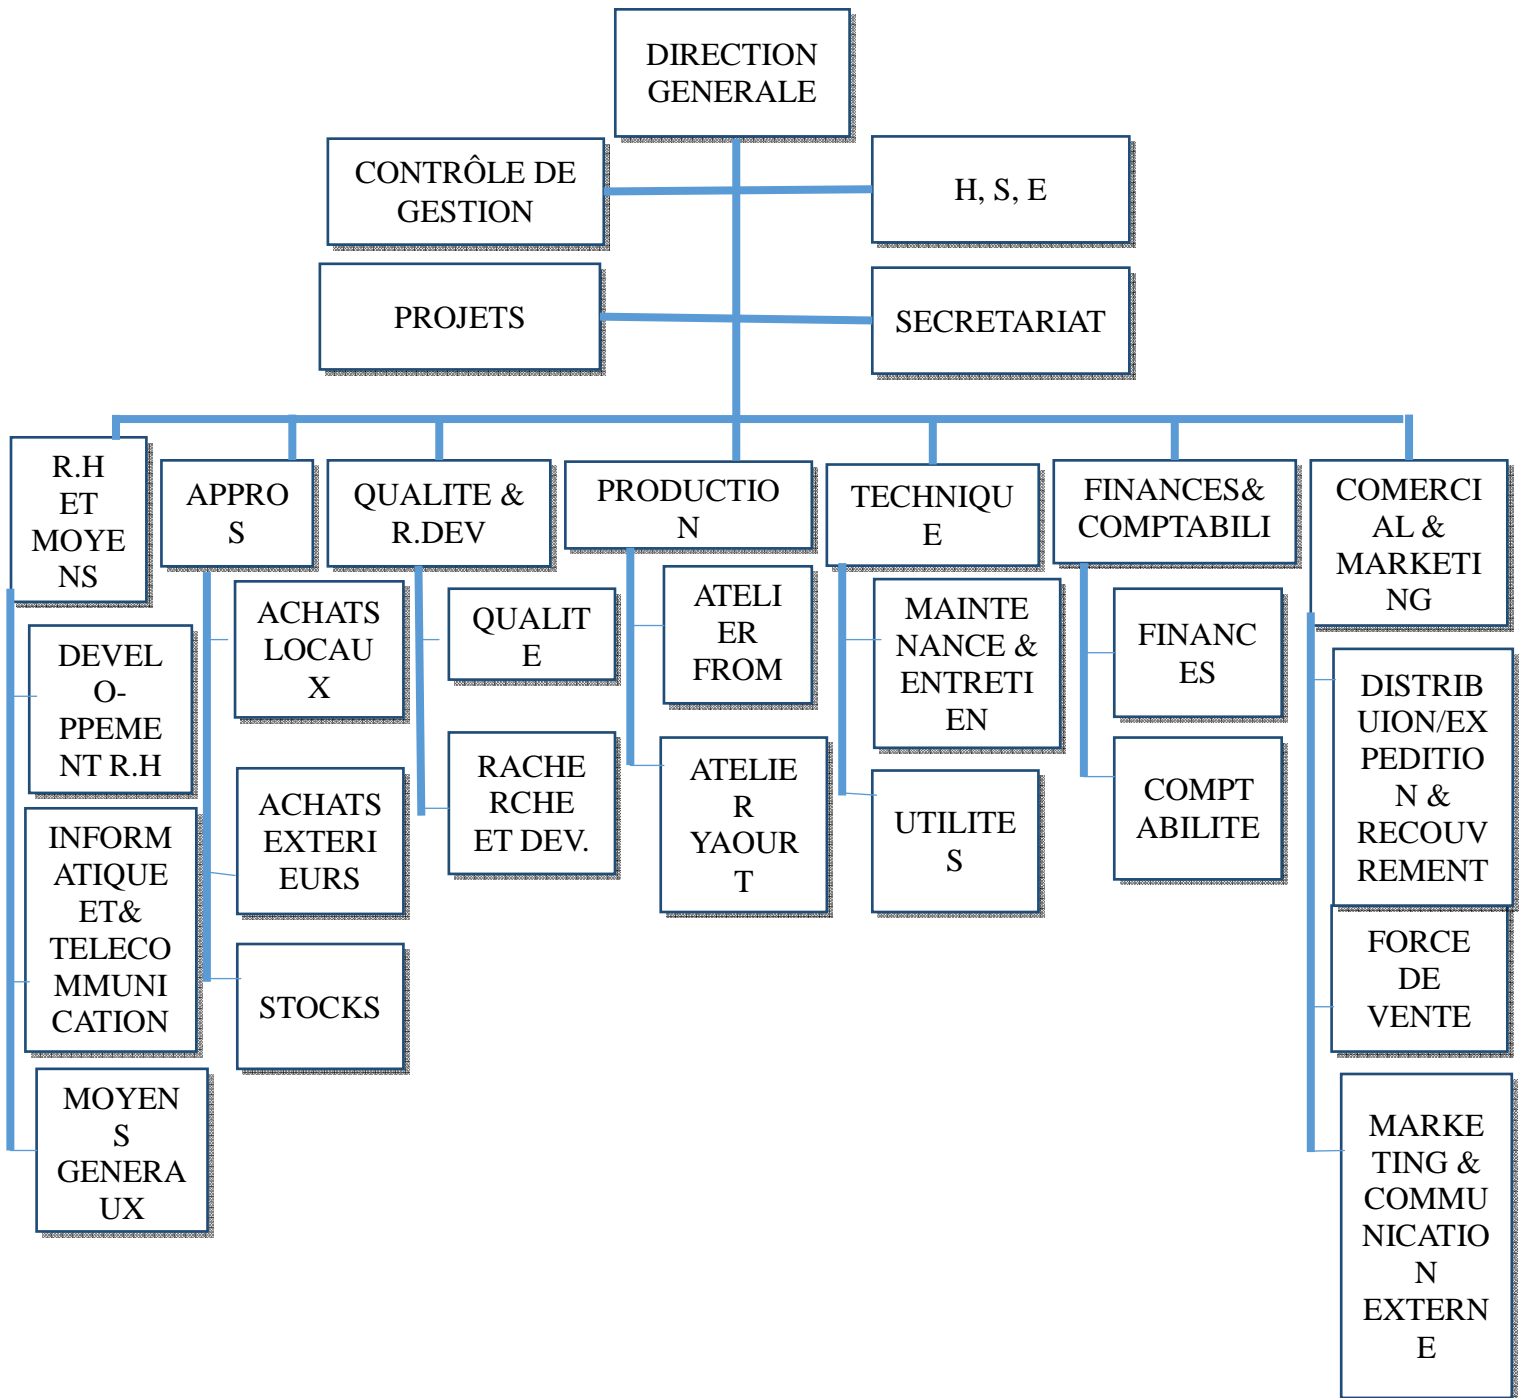 DIRECTION
GENERALE
CONTRÔLE DE
GESTION
H, S, E
PROJETS
SECRETARIAT
R.H
ET
MOYE
NS
APPRO
S
QUALITE &
R.DEV
PRODUCTIO
N
TECHNIQU
E
FINANCES&
COMPTABILI
COMERCI
AL &
MARKETI
NG
DEVEL
O-
PPEME
NT R.H
INFORM
ATIQUE
ET&
TELECO
MMUNI
CATION
MOYEN
S
GENERA
UX
ACHATS
LOCAU
X
ACHATS
EXTERI
EURS
STOCKS
QUALIT
E
RACHE
RCHE
ET DEV.
ATELI
ER
FROM
ATELIE
R
YAOUR
T
MAINTE
NANCE &
ENTRETI
EN
UTILITE
S
FINANC
ES
COMPT
ABILITE
DISTRIB
UION/EX
PEDITIO
N &
RECOUV
REMENT
FORCE
DE
VENTE
MARKE
TING &
COMMU
NICATIO
N
EXTERN
E